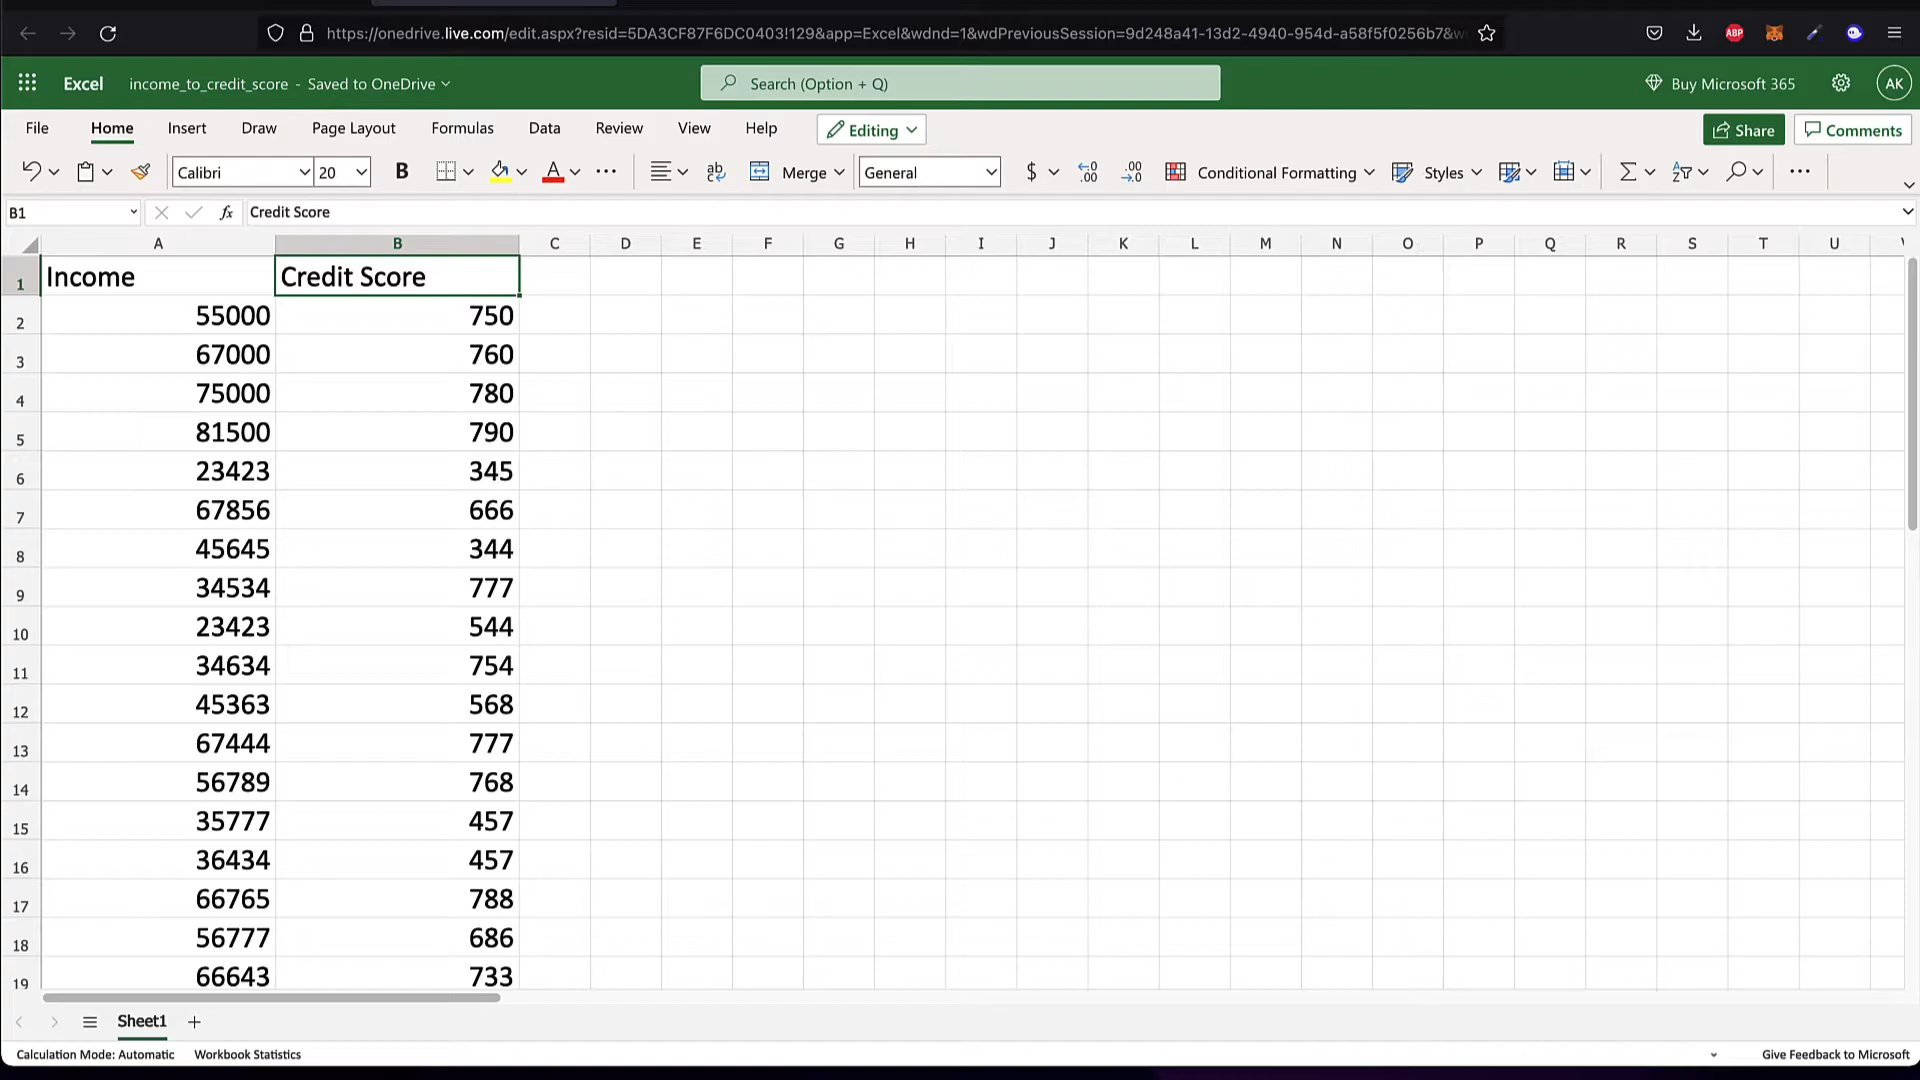 https://onedrive.live.com/edit.aspx?resid=5DA3CF87F6DC0403!129&app=Excel&wdnd=1&wdPreviousSession=9d248a41-13d2-4940-954d-a58f5f0256b7&w
ABP
Excel income_to_credit_score - Saved to OneDrive Search (Option + Q) Buy Microsoft 365 AK
File Home Insert Draw Page Layout Formulas Data Review View Help Editing Share Comments
Calibri 20 B A ab Merge General $ .00 .00 Conditional Formatting Styles
B1 fx Credit Score
A B C D E F G H I J K L M N O P Q R S T U
1 Income Credit Score
2 55000 750
3 67000 760
4 75000 780
5 81500 790
6 23423 345
7 67856 666
8 45645 344
9 34534 777
10 23423 544
11 34634 754
12 45363 568
13 67444 777
14 56789 768
15 35777 457
16 36434 457
17 66765 788
18 56777 686
19 66643 733
Sheet1
Calculation Mode: Automatic Workbook Statistics Give Feedback to Microsoft